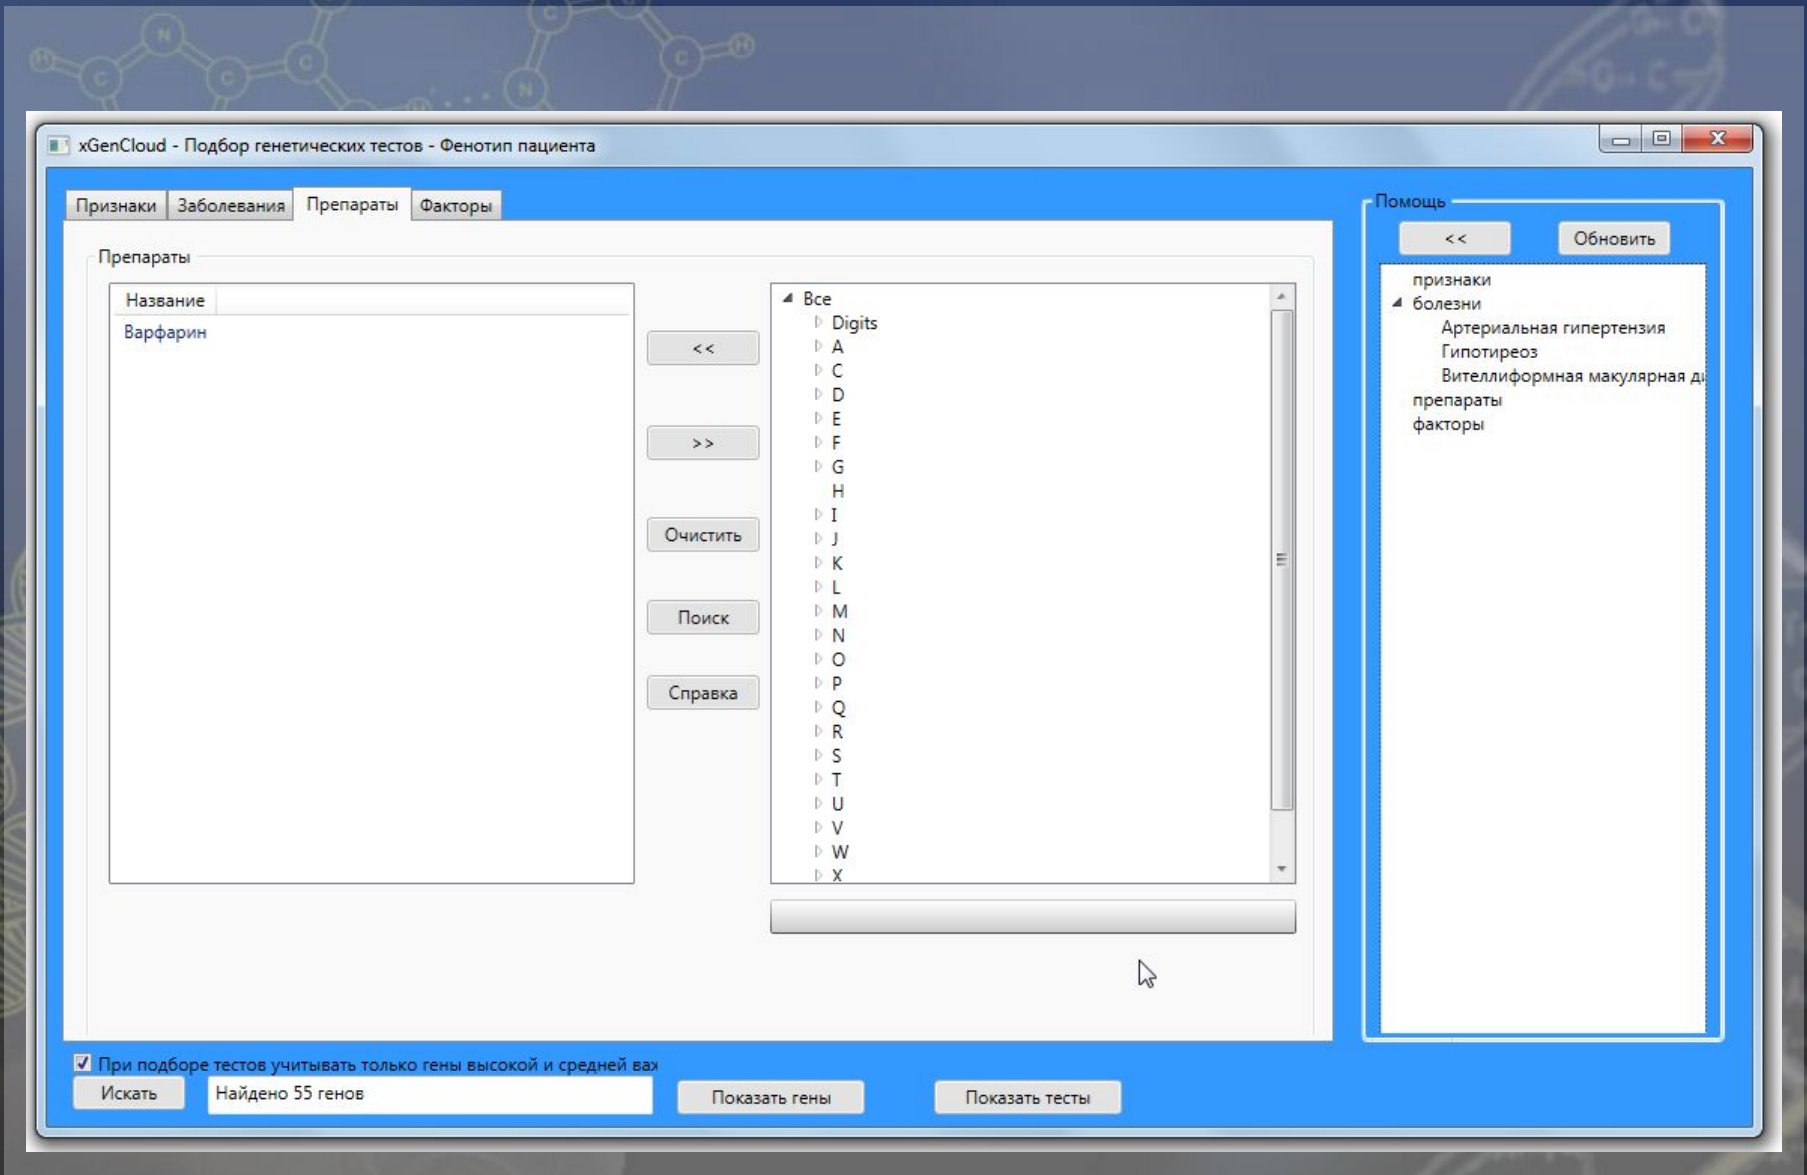 xGenCloud - Подбор генетических тестов - Фенотип пациента
Признаки Заболевания Препараты Факторы
Препараты
Название
Варфарин
<<
>>
Очистить
Поиск
Справка
Все
Digits
A
C
D
E
F
G
H
I
J
K
L
M
N
O
P
Q
R
S
T
U
V
W
X
Помощь
<< Обновить
признаки
болезни
Артериальная гипертензия
Гипотиреоз
Вителлиформная макулярная
препараты
факторы
При подборе тестов учитывать только гены высокой и средней
Искать Найдено 55 генов Показать гены Показать тесты